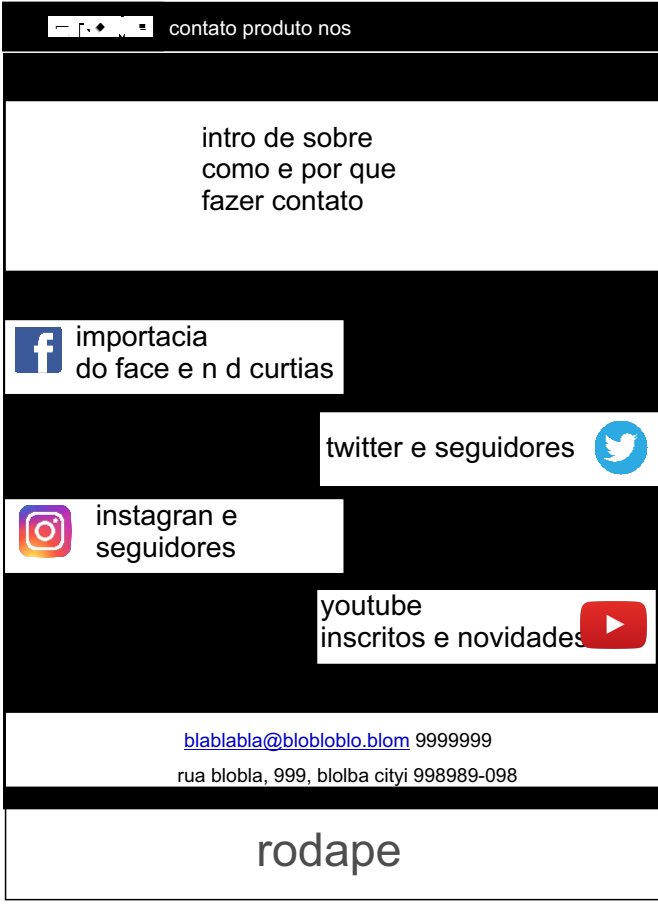 contato produto nos
intro de sobre
como e por que
fazer contato
importacia
do face e n d curtias
twitter e seguidores
instagran e
seguidores
youtube
inscritos e novidades
blablabla@blobloblo.blom 9999999
rua blobla, 999, blolba cityi 998989-098
rodape